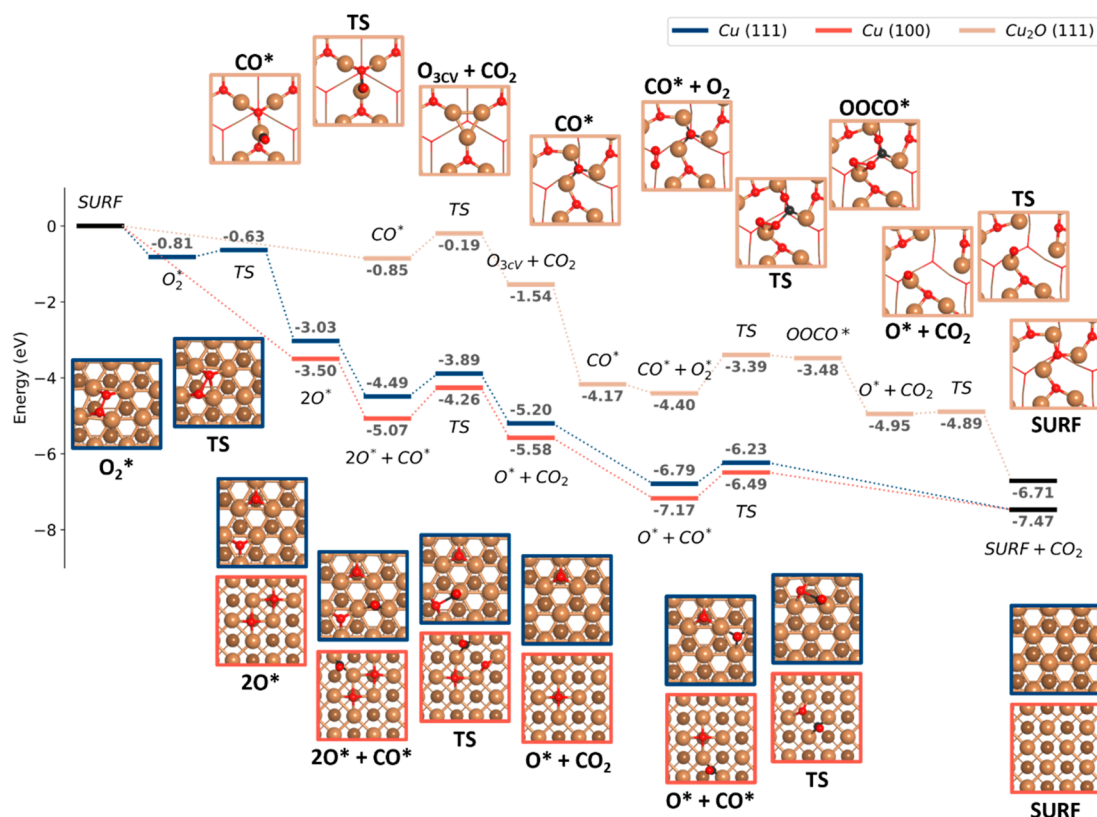 Cu (111) Cu (100) Cu₂O (111)
TS
CO*
O3CV + CO₂
CO*
CO* + O₂
OOCO*
TS
TS
O* + CO₂
SURF
Energy (eV)
0
−2
−4
−6
−8
SURF
-0.81
O₂*
-0.63
TS
CO*
-0.85
TS
-0.19
O3cV + CO₂
-1.54
-3.03
-3.50
2O*
-4.49
-5.07
2O* + CO*
-3.89
-4.26
TS
-5.20
-5.58
O* + CO₂
CO*
-4.17
CO* + O₂*
-4.40
TS
-3.39
OOCO*
-3.48
O* + CO₂
-4.95
TS
-4.89
-6.79
-7.17
O* + CO*
-6.23
-6.49
TS
-6.71
-7.47
SURF + CO₂
O₂*
TS
2O*
2O* + CO*
TS
O* + CO₂
O* + CO*
TS
SURF